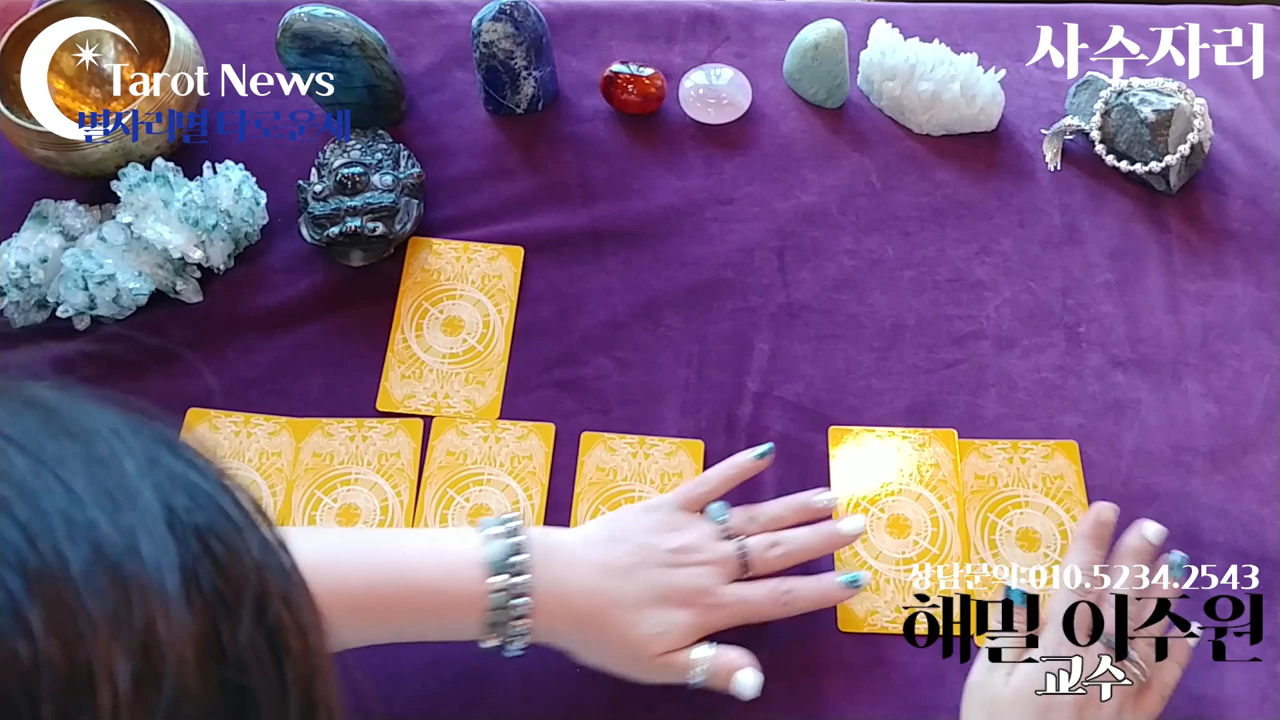 Tarot News
별자리별 타로운세
사수자리
상담문의:010.5234.2543
해밀 이주원
교수